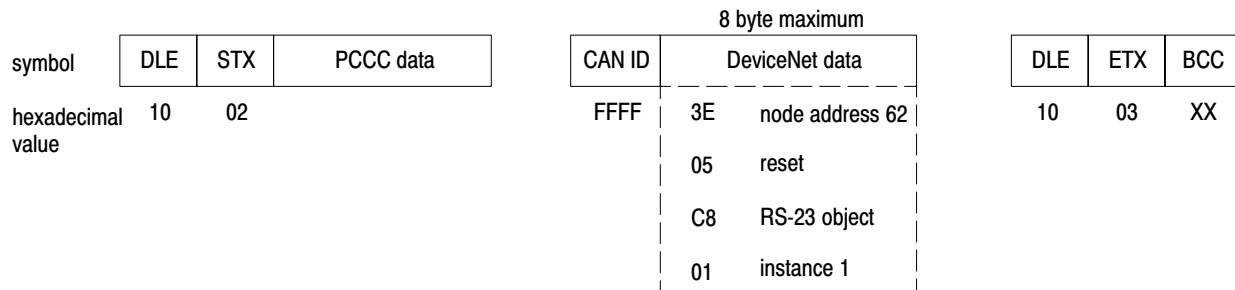 8 byte maximum
symbol DLE STX PCCC data CAN ID DeviceNet data DLE ETX BCC
hexadecimal value 10 02 FFFF 3E node address 62 10 03 XX
05 reset
C8 RS-23 object
01 instance 1